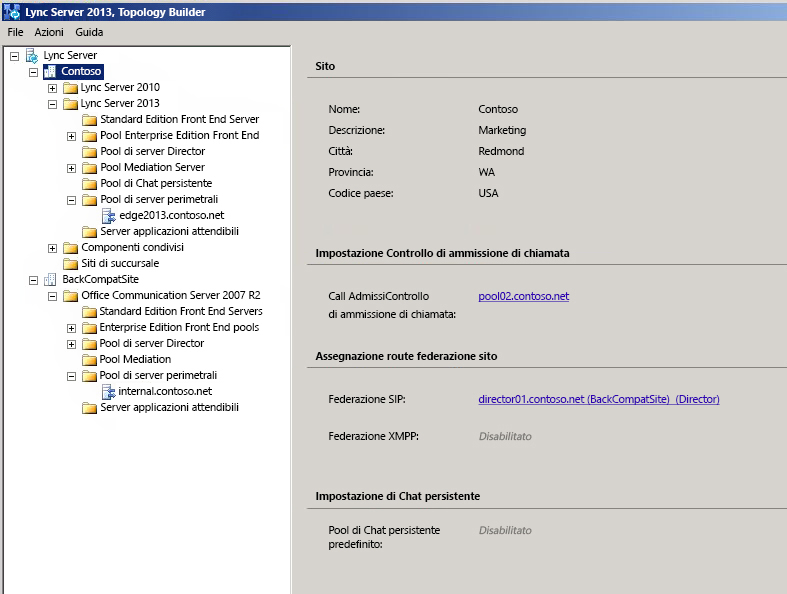 Lync Server 2013, Topology Builder
File Azioni Guida
Lync Server
Contoso
Lync Server 2010
Lync Server 2013
Standard Edition Front End Server
Pool Enterprise Edition Front End
Pool di server Director
Pool Mediation Server
Pool di Chat persistente
Pool di server perimetrali
edge2013.contoso.net
Server applicazioni attendibili
Componenti condivisi
Siti di succursale
BackCompatSite
Office Communication Server 2007 R2
Standard Edition Front End Servers
Enterprise Edition Front End pools
Pool di server Director
Pool Mediation
Pool di server perimetrali
internal.contoso.net
Server applicazioni attendibili
Sito
Nome: Contoso
Descrizione: Marketing
Città: Redmond
Provincia: WA
Codice paese: USA
Impostazione Controllo di ammissione di chiamata
Call AdmissiControllo pool02.contoso.net
di ammissione di chiamata:
Assegnazione route federazione sito
Federazione SIP: director01.contoso.net (BackCompatSite) (Director)
Federazione XMPP: Disabilitato
Impostazione di Chat persistente
Pool di Chat persistente Disabilitato
predefinito: